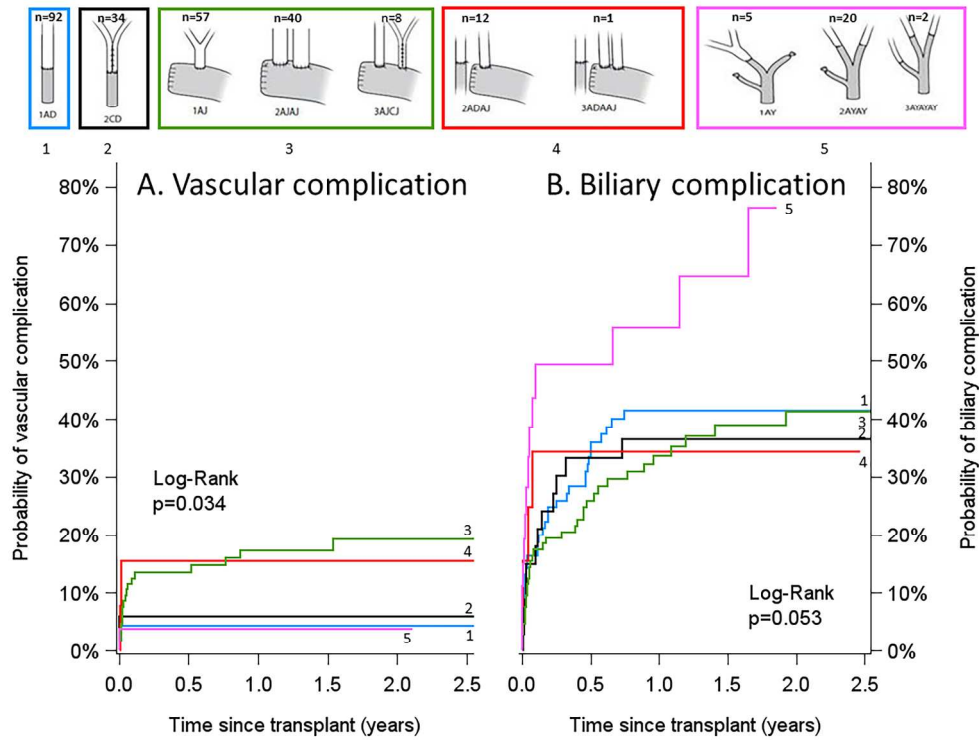 n=92 n=34 n=57 n=40 n=8 n=12 n=1 n=5 n=20 n=2
1AD 2CD 1AJ 2AJAJ 3AJCJ 2ADAJ 3ADAAJ 1AY 2AYAY 3AYAYAY
1 2 3 4 5
A. Vascular complication
Probability of vascular complication
80%
70%
60%
50%
40%
30%
20%
10%
0%
Log-Rank
p=0.034
3
4
2
1
5
0.0 0.5 1.0 1.5 2.0 2.5
Time since transplant (years)
B. Biliary complication
5
1
3
2
4
Log-Rank
p=0.053
80%
70%
60%
50%
40%
30%
20%
10%
0%
Probability of biliary complication
0.0 0.5 1.0 1.5 2.0 2.5
Time since transplant (years)